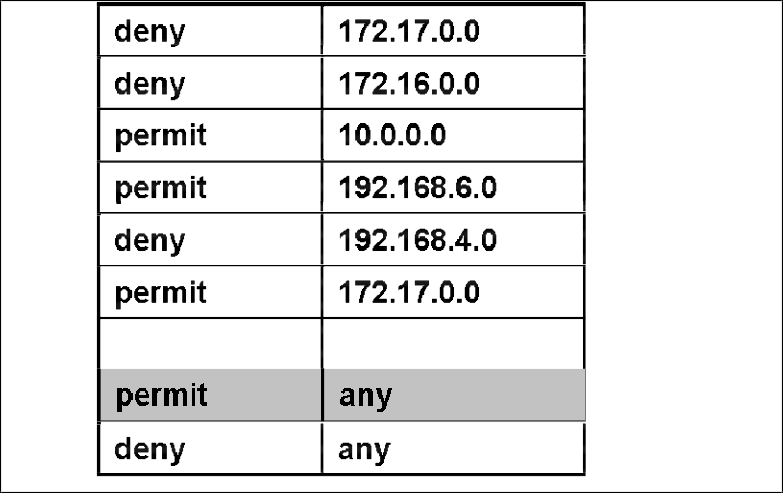 deny 172.17.0.0
deny 172.16.0.0
permit 10.0.0.0
permit 192.168.6.0
deny 192.168.4.0
permit 172.17.0.0
permit any
deny any